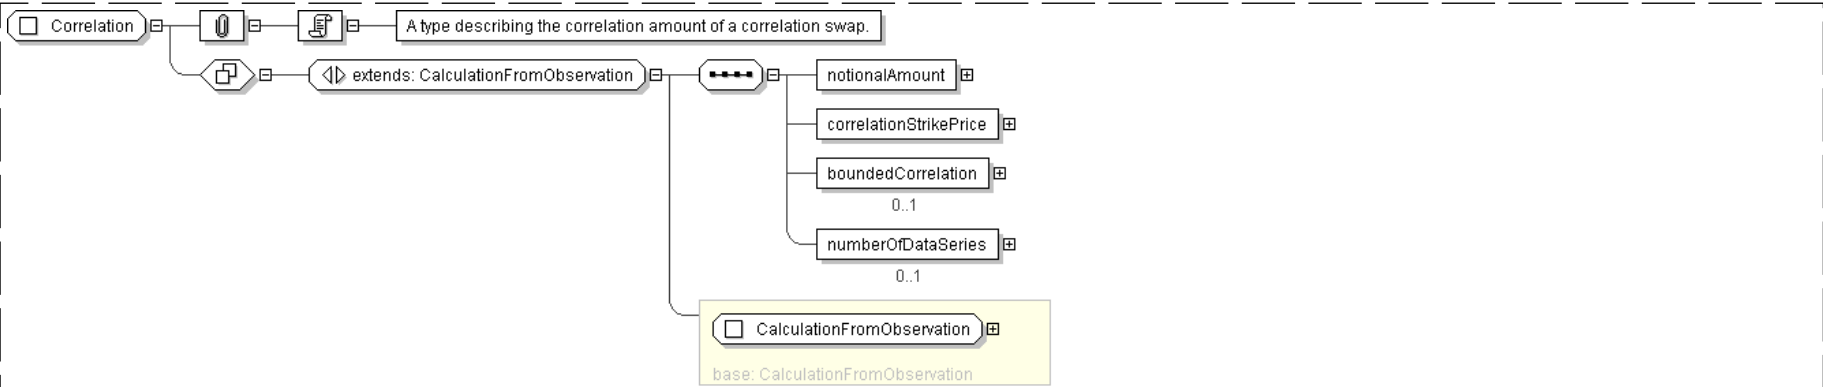 Correlation
A type describing the correlation amount of a correlation swap.
extends: CalculationFromObservation
notionalAmount
correlationStrikePrice
boundedCorrelation
0..1
numberOfDataSeries
0..1
CalculationFromObservation
base: CalculationFromObservation